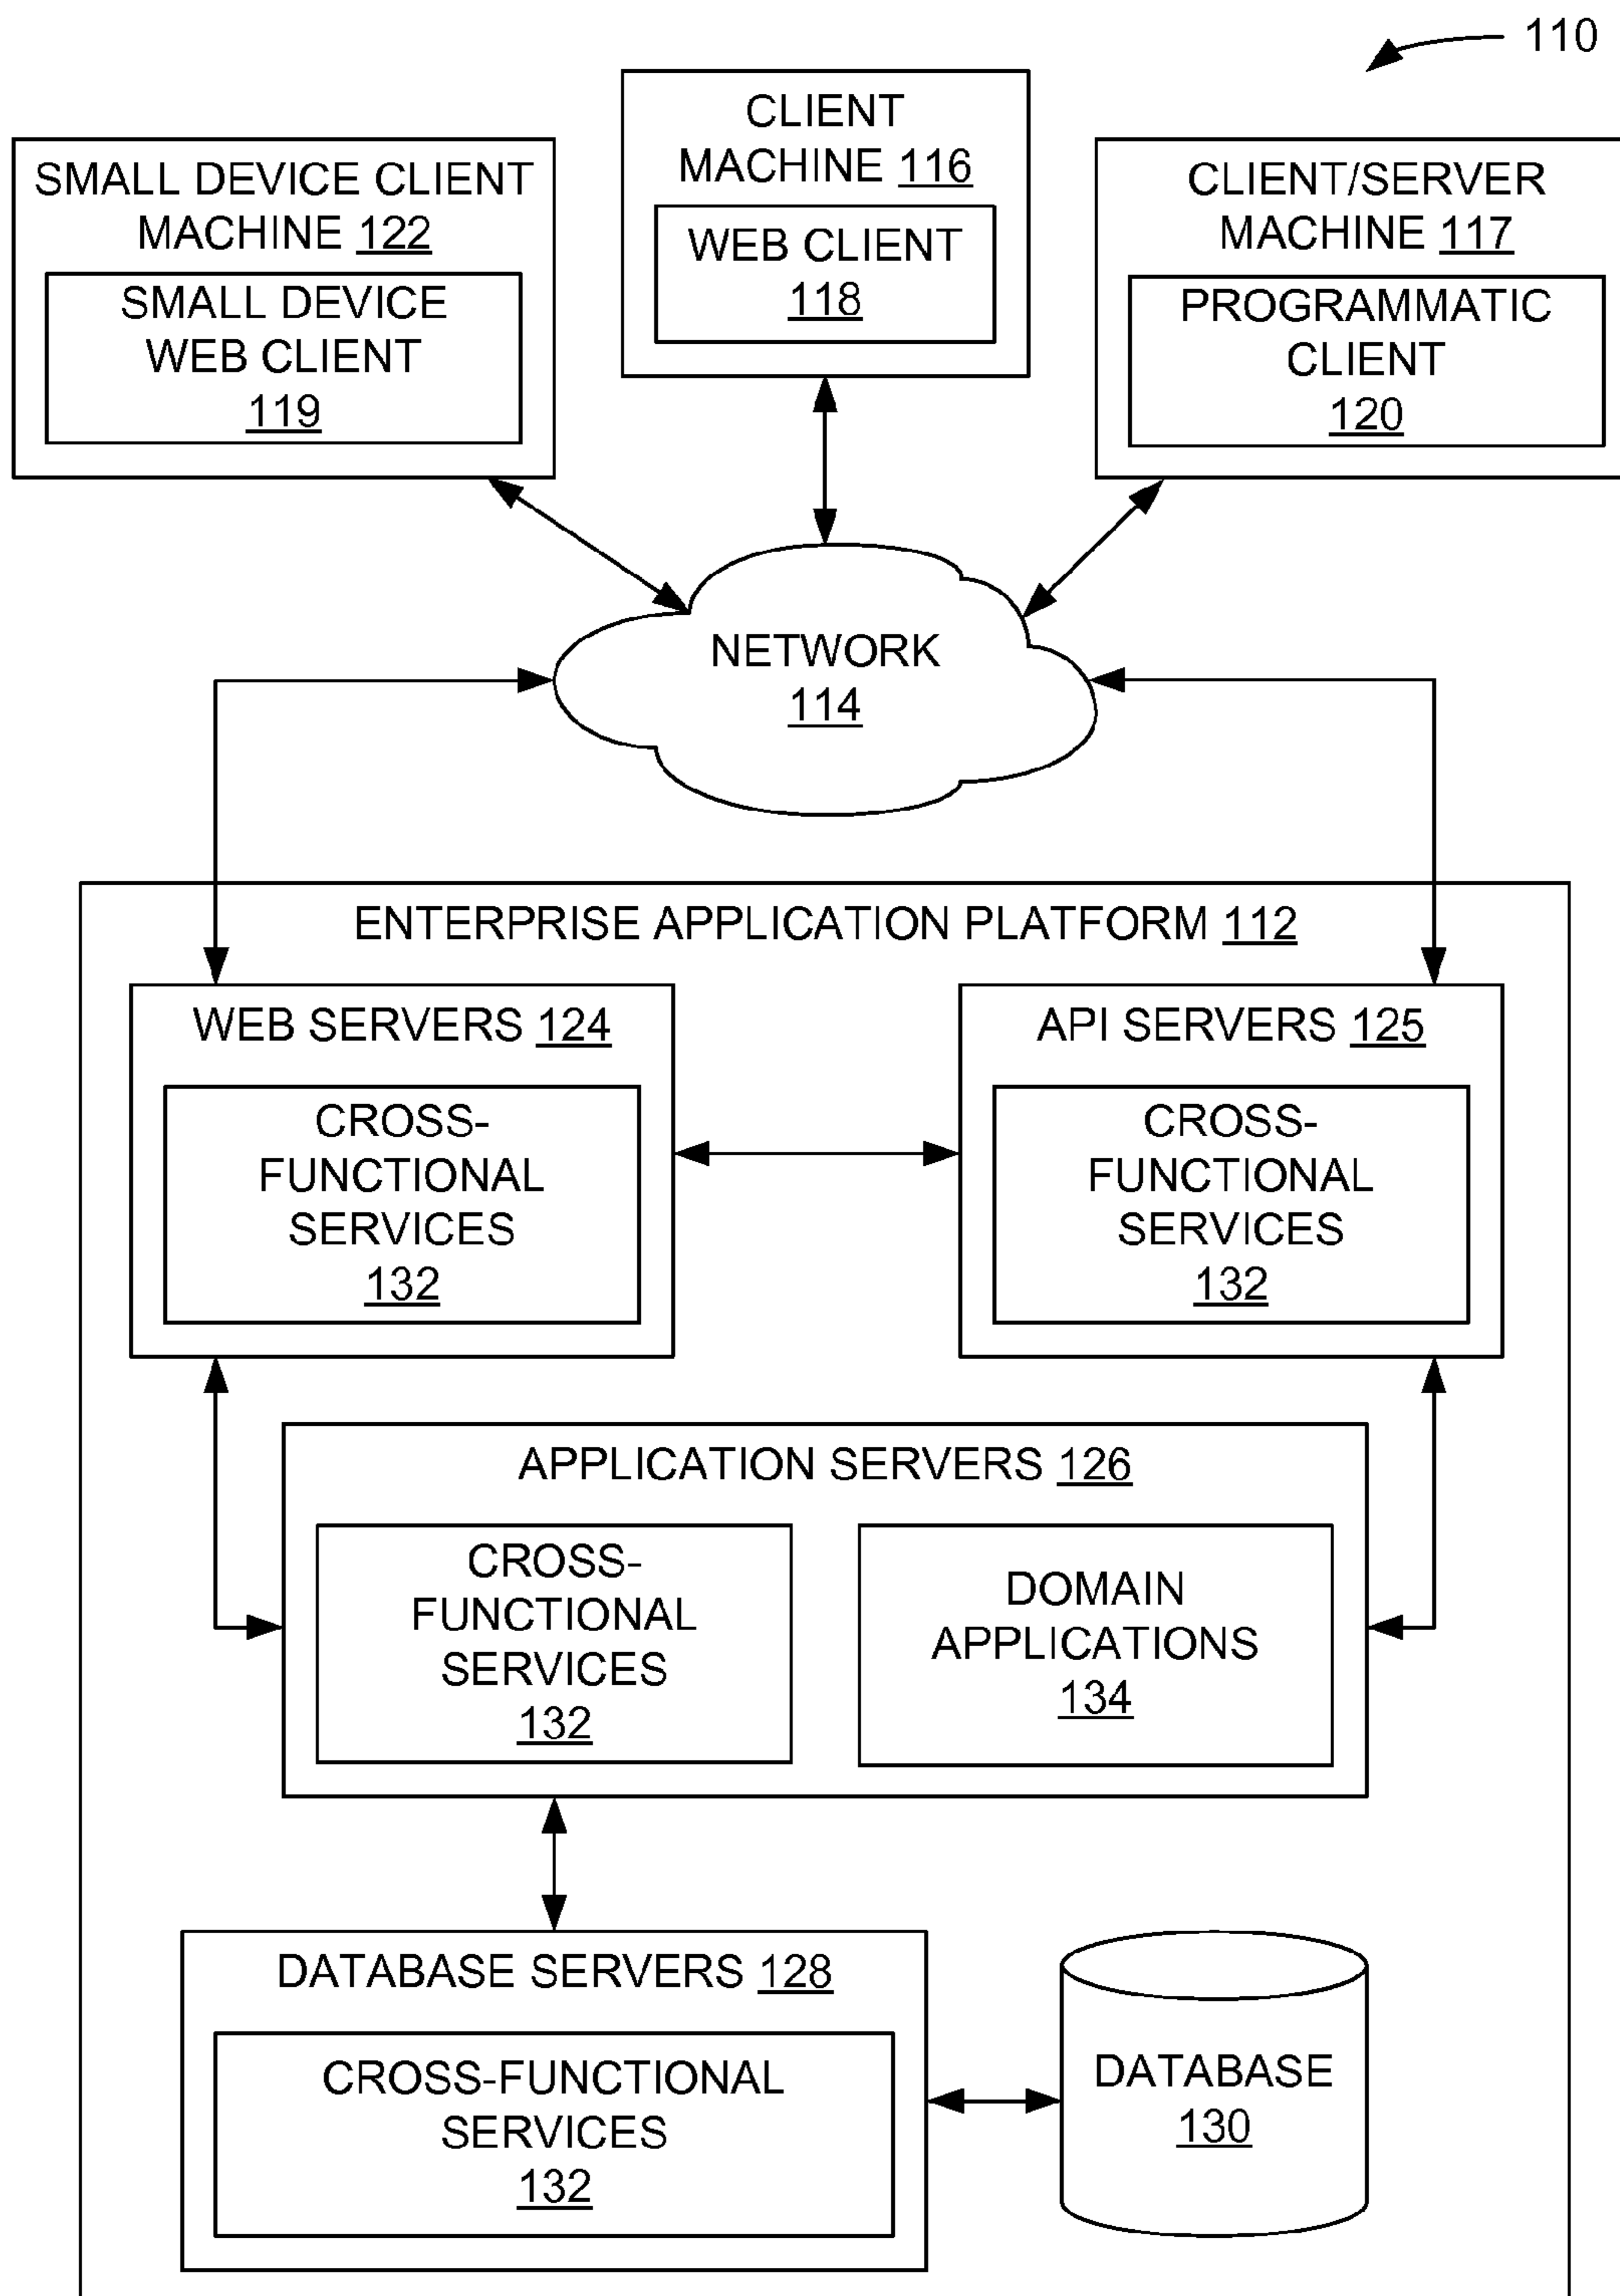 110
SMALL DEVICE CLIENT
MACHINE 122
SMALL DEVICE
WEB CLIENT
119
CLIENT
MACHINE 116
WEB CLIENT
118
CLIENT/SERVER
MACHINE 117
PROGRAMMATIC
CLIENT
120
NETWORK
114
ENTERPRISE APPLICATION PLATFORM 112
WEB SERVERS 124
CROSS-
FUNCTIONAL
SERVICES
132
API SERVERS 125
CROSS-
FUNCTIONAL
SERVICES
132
APPLICATION SERVERS 126
CROSS-
FUNCTIONAL
SERVICES
132
DOMAIN
APPLICATIONS
134
DATABASE SERVERS 128
CROSS-FUNCTIONAL
SERVICES
132
DATABASE
130